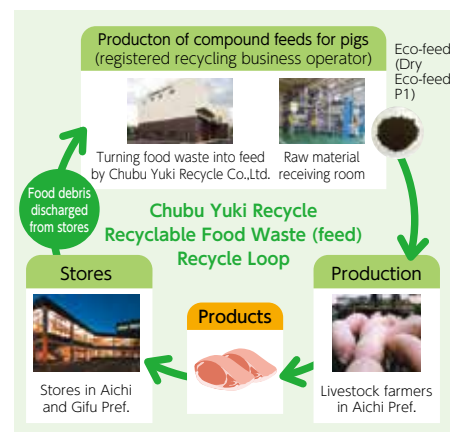 Producton of compound feeds for pigs
(registered recycling business operator)
Eco-feed
(Dry
Eco-feed
P1)
Turning food waste into feed
by Chubu Yuki Recycle Co.,Ltd.
Raw material
receiving room
Food debris
discharged
from stores
Chubu Yuki Recycle
Recyclable Food Waste (feed)
Recycle Loop
Stores
Stores in Aichi
and Gifu Pref.
Products
Production
Livestock farmers
in Aichi Pref.